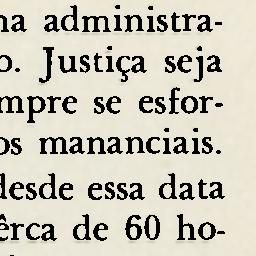 na administra-
o. Justiça seja
mpre se esfor-
os mananciais.
desde essa data
êrca de 60 ho-